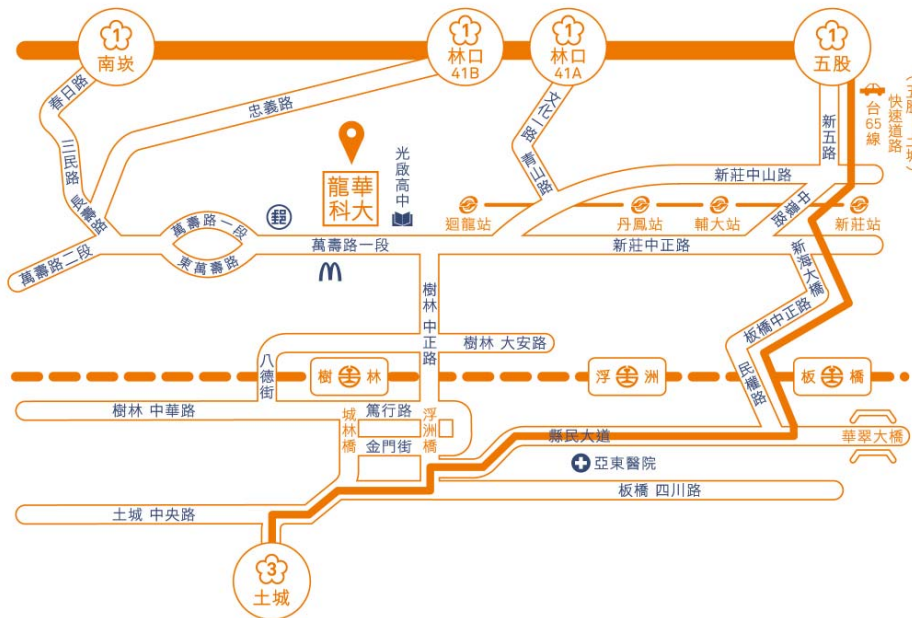 1
南崁
1
林口
41B
1
林口
41A
1
五股
台65線
快速道路
春日路
忠義路
文化一路
新五路
三民路
光啟高中
青山路
新莊中山路
龍華
科大
長壽路
郵
迴龍站
丹鳳站
輔大站
新莊站
萬壽路一段
萬壽路一段
新莊中正路
萬壽路二段
東萬壽路
新海大橋
樹林 中正路
板橋中正路
樹林 大安路
八德街
樹林
浮洲
民權路
板橋
樹林 中華路
城林橋
篤行路
浮洲橋
金門街
縣民大道
華翠大橋
亞東醫院
板橋 四川路
土城 中央路
3
土城